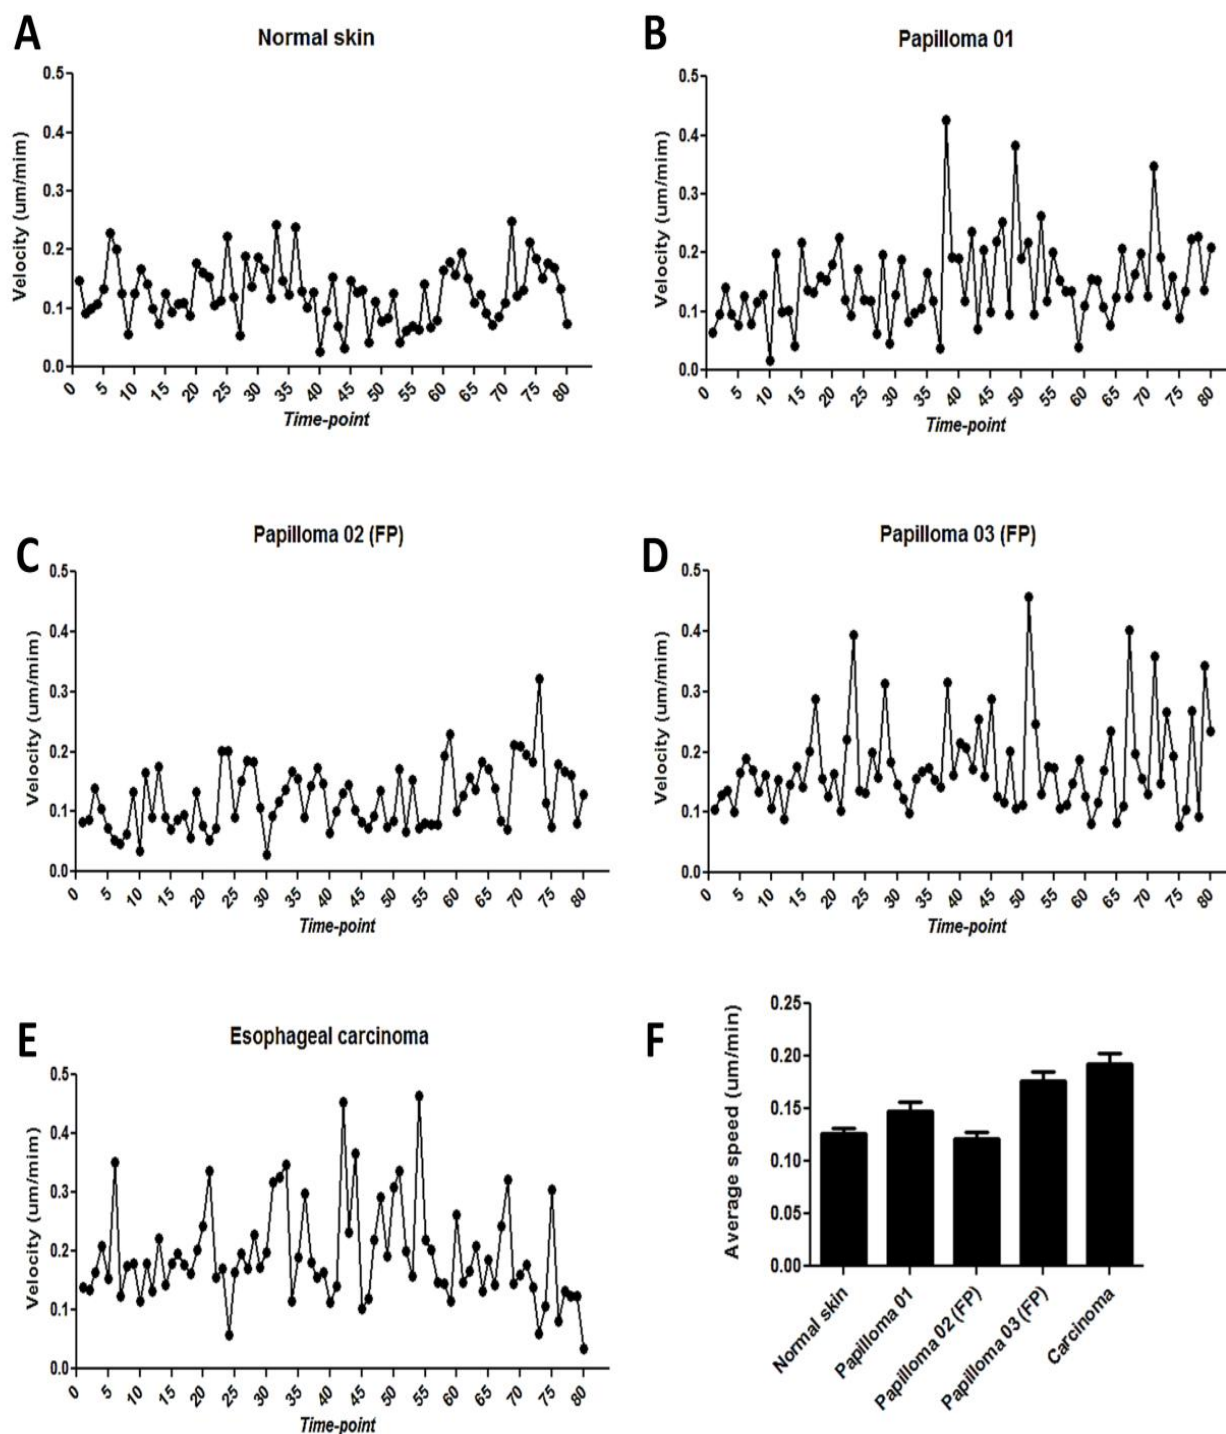 A
Normal skin
0.5
0.4
0.3
0.2
0.1
0.0
Velocity (um/mim)
0 5 10 15 20 25 30 35 40 45 50 55 60 65 70 75 80
Time-point
B
Papilloma 01
0.5
0.4
0.3
0.2
0.1
0.0
Velocity (um/mim)
0 5 10 15 20 25 30 35 40 45 50 55 60 65 70 75 80
Time-point
C
Papilloma 02 (FP)
0.5
0.4
0.3
0.2
0.1
0.0
Velocity (um/mim)
0 5 10 15 20 25 30 35 40 45 50 55 60 65 70 75 80
Time-point
D
Papilloma 03 (FP)
0.5
0.4
0.3
0.2
0.1
0.0
Velocity (um/mim)
0 5 10 15 20 25 30 35 40 45 50 55 60 65 70 75 80
Time-point
E
Esophageal carcinoma
0.5
0.4
0.3
0.2
0.1
0.0
Velocity (um/mim)
0 5 10 15 20 25 30 35 40 45 50 55 60 65 70 75 80
Time-point
F
0.25
0.20
0.15
0.10
0.05
0.00
Average speed (um/min)
Normal skin
Papilloma 01
Papilloma 02 (FP)
Papilloma 03 (FP)
Carcinoma